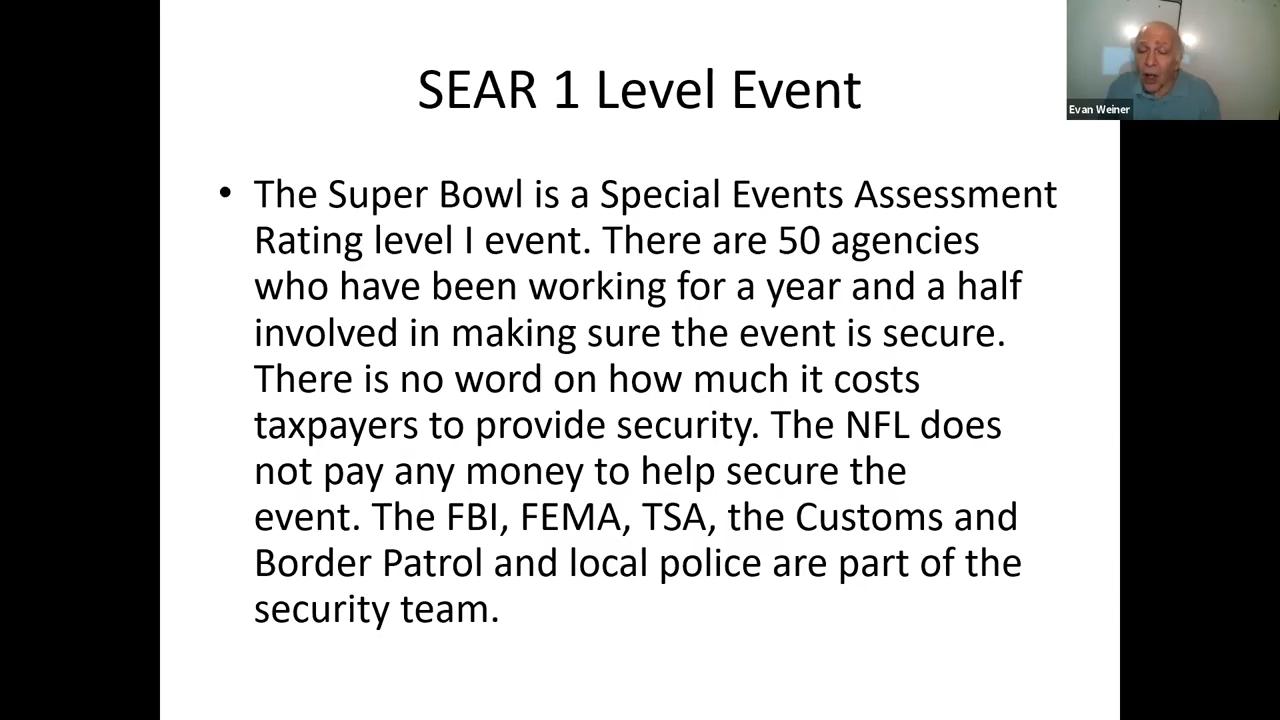 SEAR 1 Level Event
Evan Weiner
• The Super Bowl is a Special Events Assessment
Rating level I event. There are 50 agencies
who have been working for a year and a half
involved in making sure the event is secure.
There is no word on how much it costs
taxpayers to provide security. The NFL does
not pay any money to help secure the
event. The FBI, FEMA, TSA, the Customs and
Border Patrol and local police are part of the
security team.